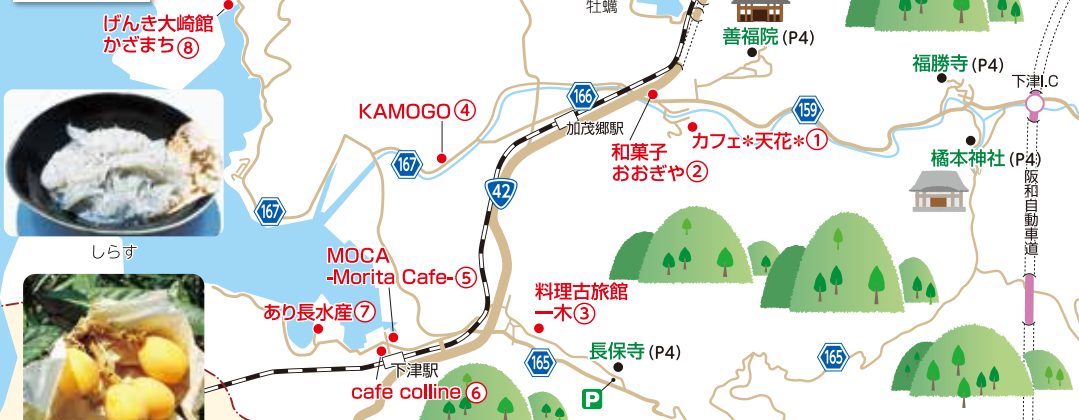 牡蠣
げんき大崎館
かざまち⑧
善福院(P4)
福勝寺(P4)
下津I.C
KAMOGO④
166
加茂郷駅
159
カフェ*天花*①
和菓子
おおぎや②
橘本神社(P4)
阪和自動車道
167
42
167
しらす
MOCA
-Morita Cafe-⑤
料理古旅館
一木③
あり長水産⑦
165
長保寺(P4)
165
下津駅
cafe colline⑥
P